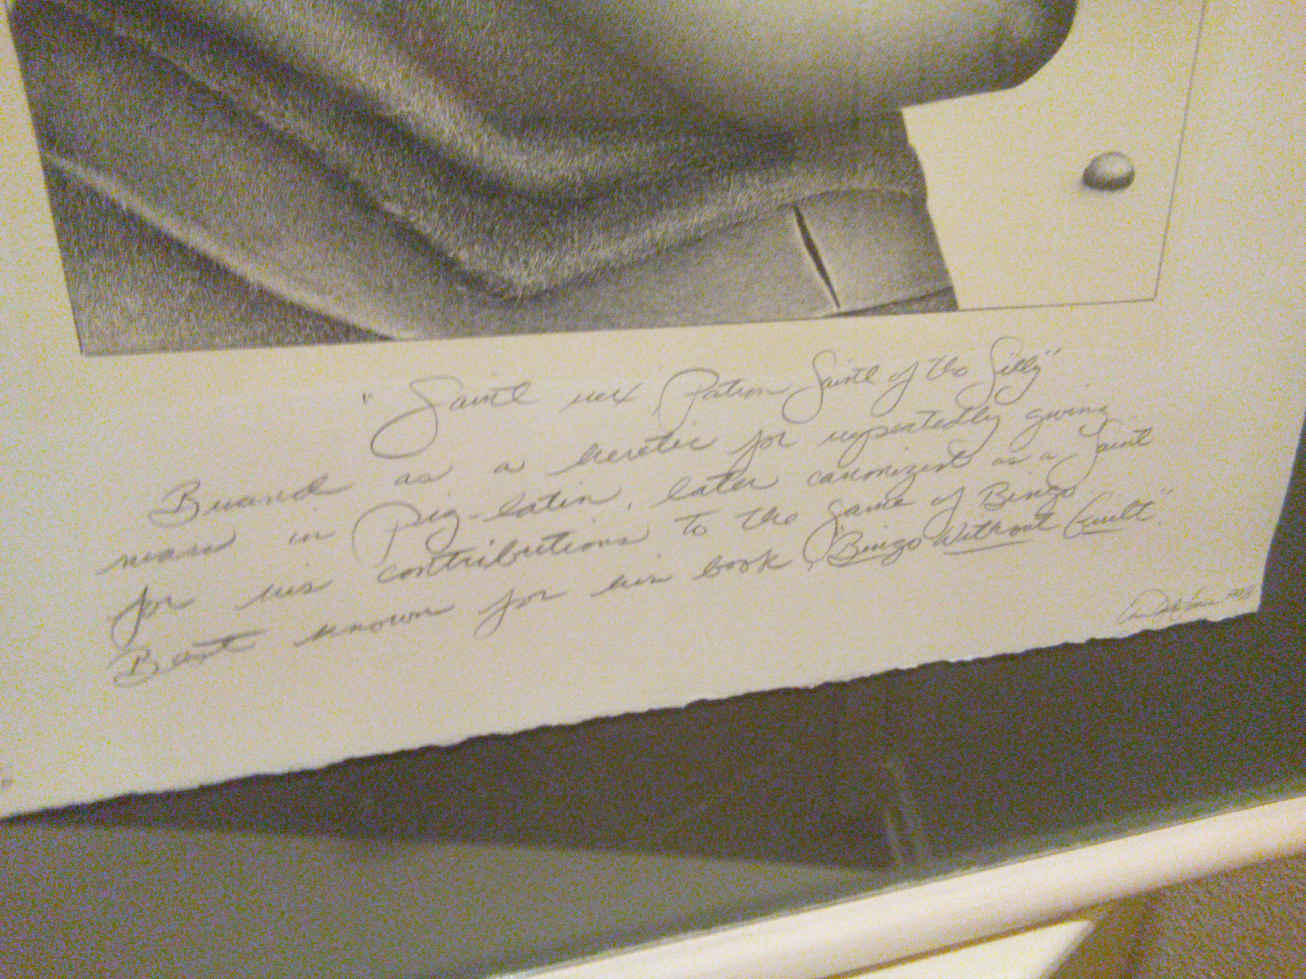 "Saint Patron Saint of the Silly"
Burned as a heretic for repeatedly giving
mass in Pig-latin, later canonized as a Saint
for his contributions to the game of Bingo
Best known for his book, "Bingo Without Guilt".